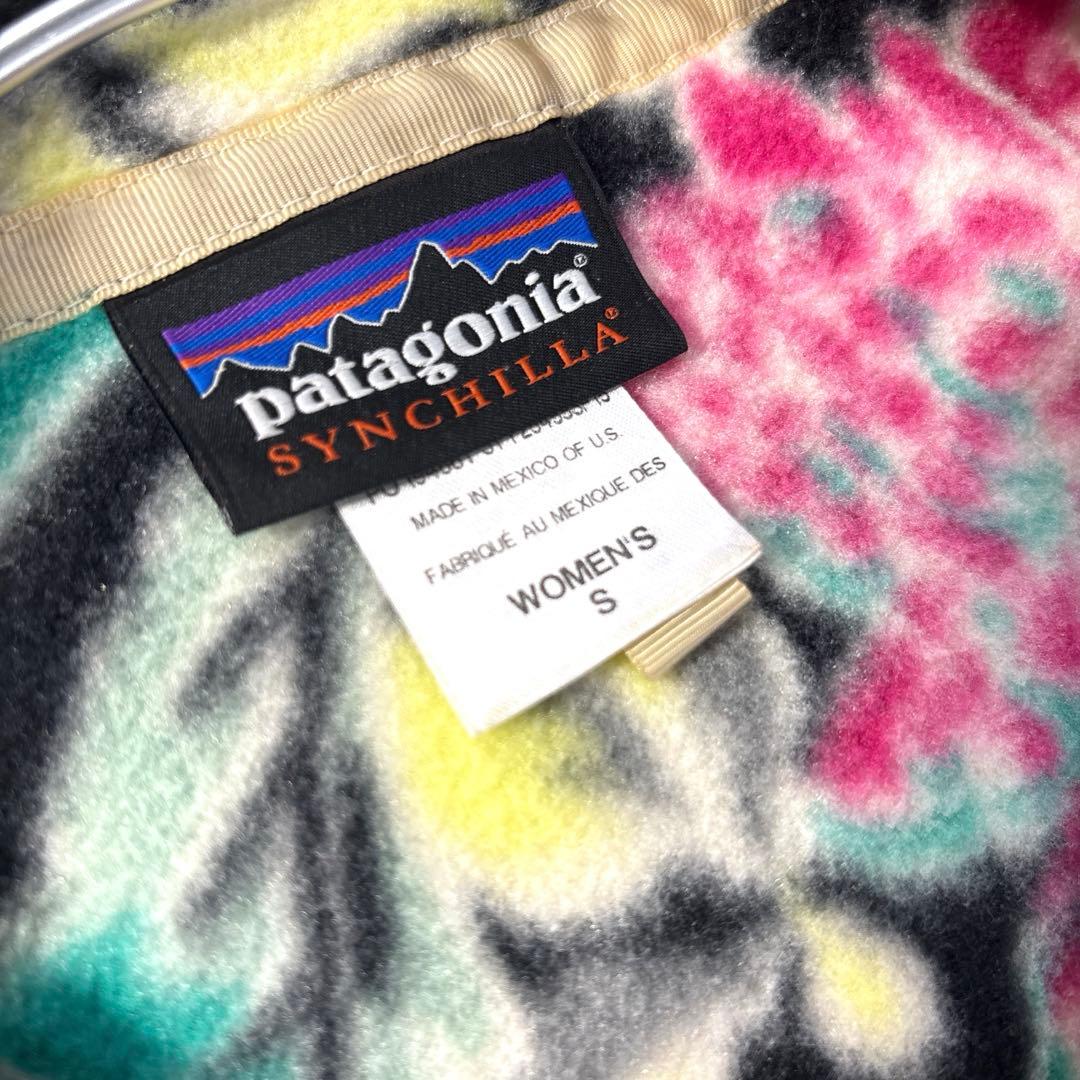 patagonia®
SYNCHILLA®
MADE IN MEXICO OF U.S.
FABRIQUÉ AU MEXIQUE DES
WOMEN'S
S